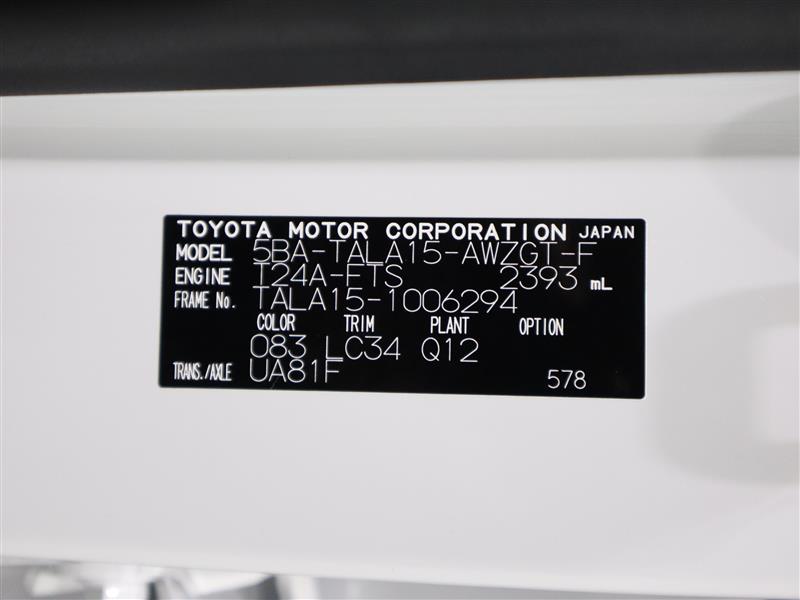 TOYOTA MOTOR CORPORATION JAPAN
MODEL 5BA-TALA15-AWZGT-F
ENGINE T24A-FTS 2393 mL
FRAME No. TALA15-1006294
COLOR TRIM PLANT OPTION
083 LC34 Q12
TRANS./AXLE UA81F 578